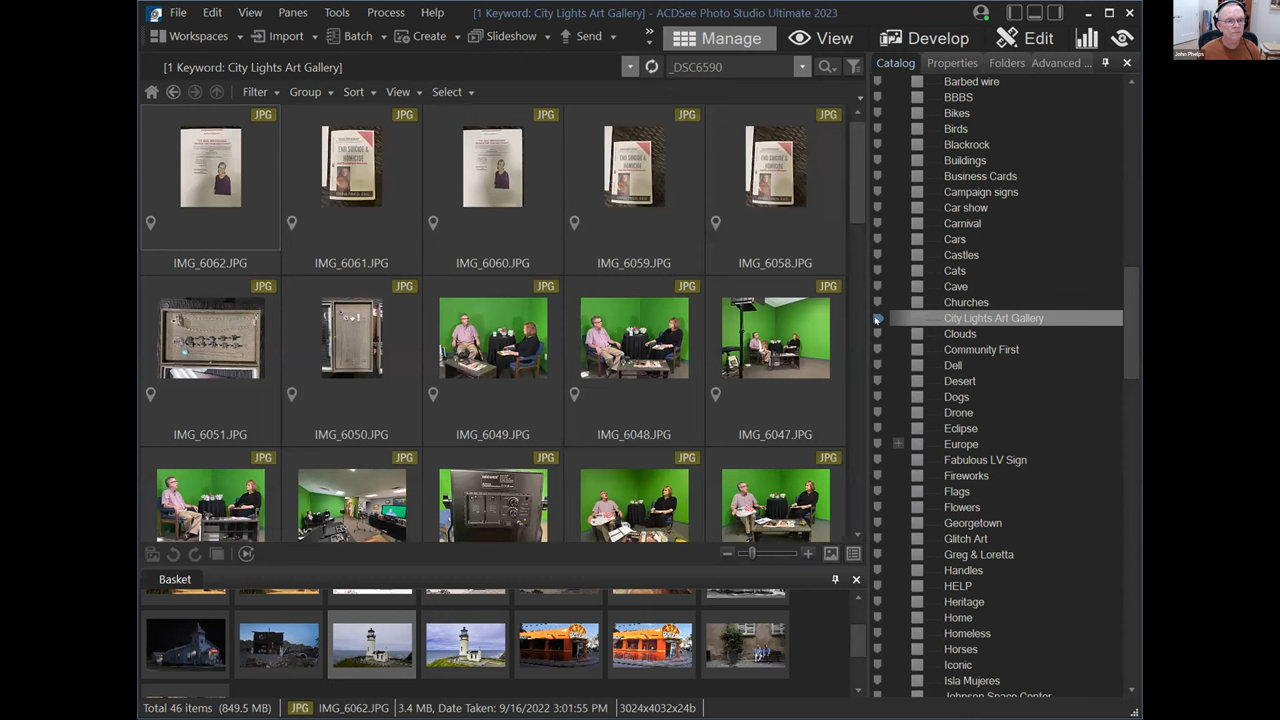 File Edit View Panes Tools Process Help [1 Keyword: City Lights Art Gallery] - ACDSee Photo Studio Ultimate 2023
Workspaces Import Batch Create Slideshow Send Manage View Develop Edit
John Phelps
[1 Keyword: City Lights Art Gallery] _DSC6590
Catalog Properties Folders Advanced ...
Filter Group Sort View Select
JPG JPG JPG JPG JPG
END SUICIDE &
HOMICIDE
IMG_6062.JPG IMG_6061.JPG IMG_6060.JPG IMG_6059.JPG IMG_6058.JPG
JPG JPG JPG JPG JPG
IMG_6051.JPG IMG_6050.JPG IMG_6049.JPG IMG_6048.JPG IMG_6047.JPG
JPG JPG JPG JPG JPG
Barbed wire
BBBS
Bikes
Birds
Blackrock
Buildings
Business Cards
Campaign signs
Car show
Carnival
Cars
Castles
Cats
Cave
Churches
City Lights Art Gallery
Clouds
Community First
Dell
Desert
Dogs
Drone
Eclipse
Europe
Fabulous LV Sign
Fireworks
Flags
Flowers
Georgetown
Glitch Art
Greg & Loretta
Handles
HELP
Heritage
Home
Homeless
Horses
Iconic
Isla Mujeres
Johnson Space Center
Basket
Total 46 items (849.5 MB) JPG IMG_6062.JPG 3.4 MB, Date Taken: 9/16/2022 3:01:55 PM 3024x4032x24b